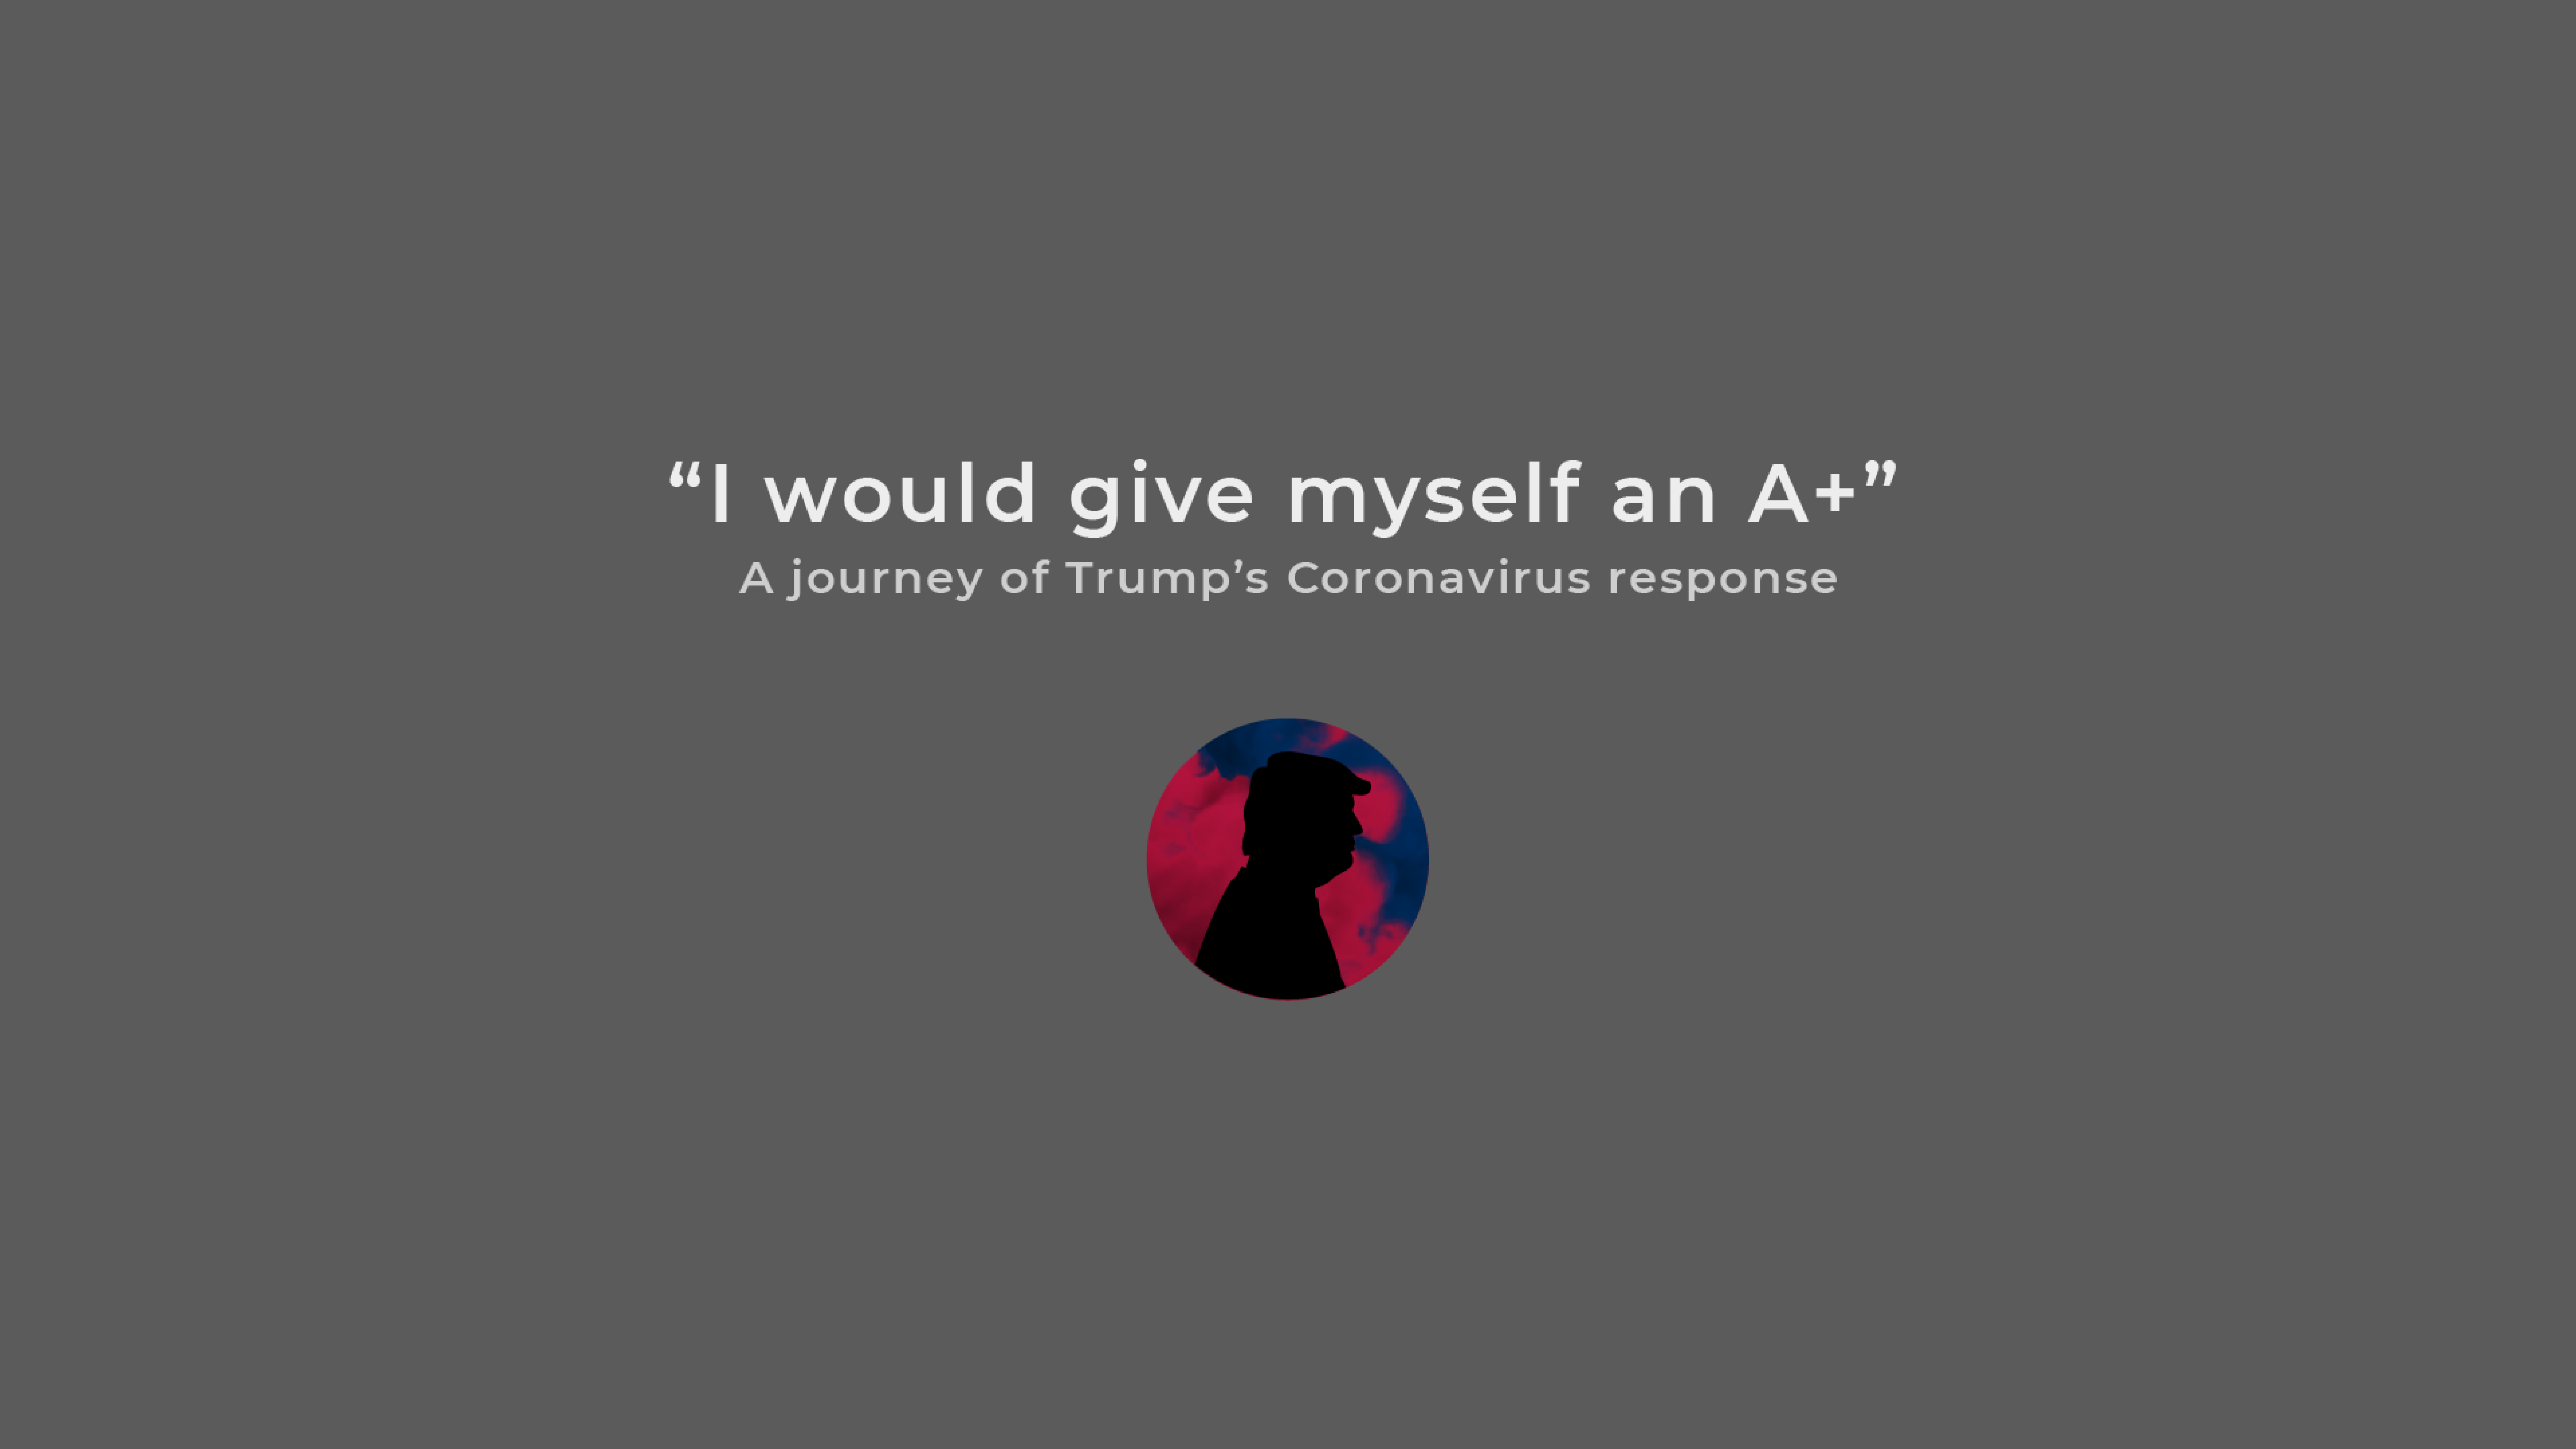 “I would give myself an A+”
A journey of Trump’s Coronavirus response